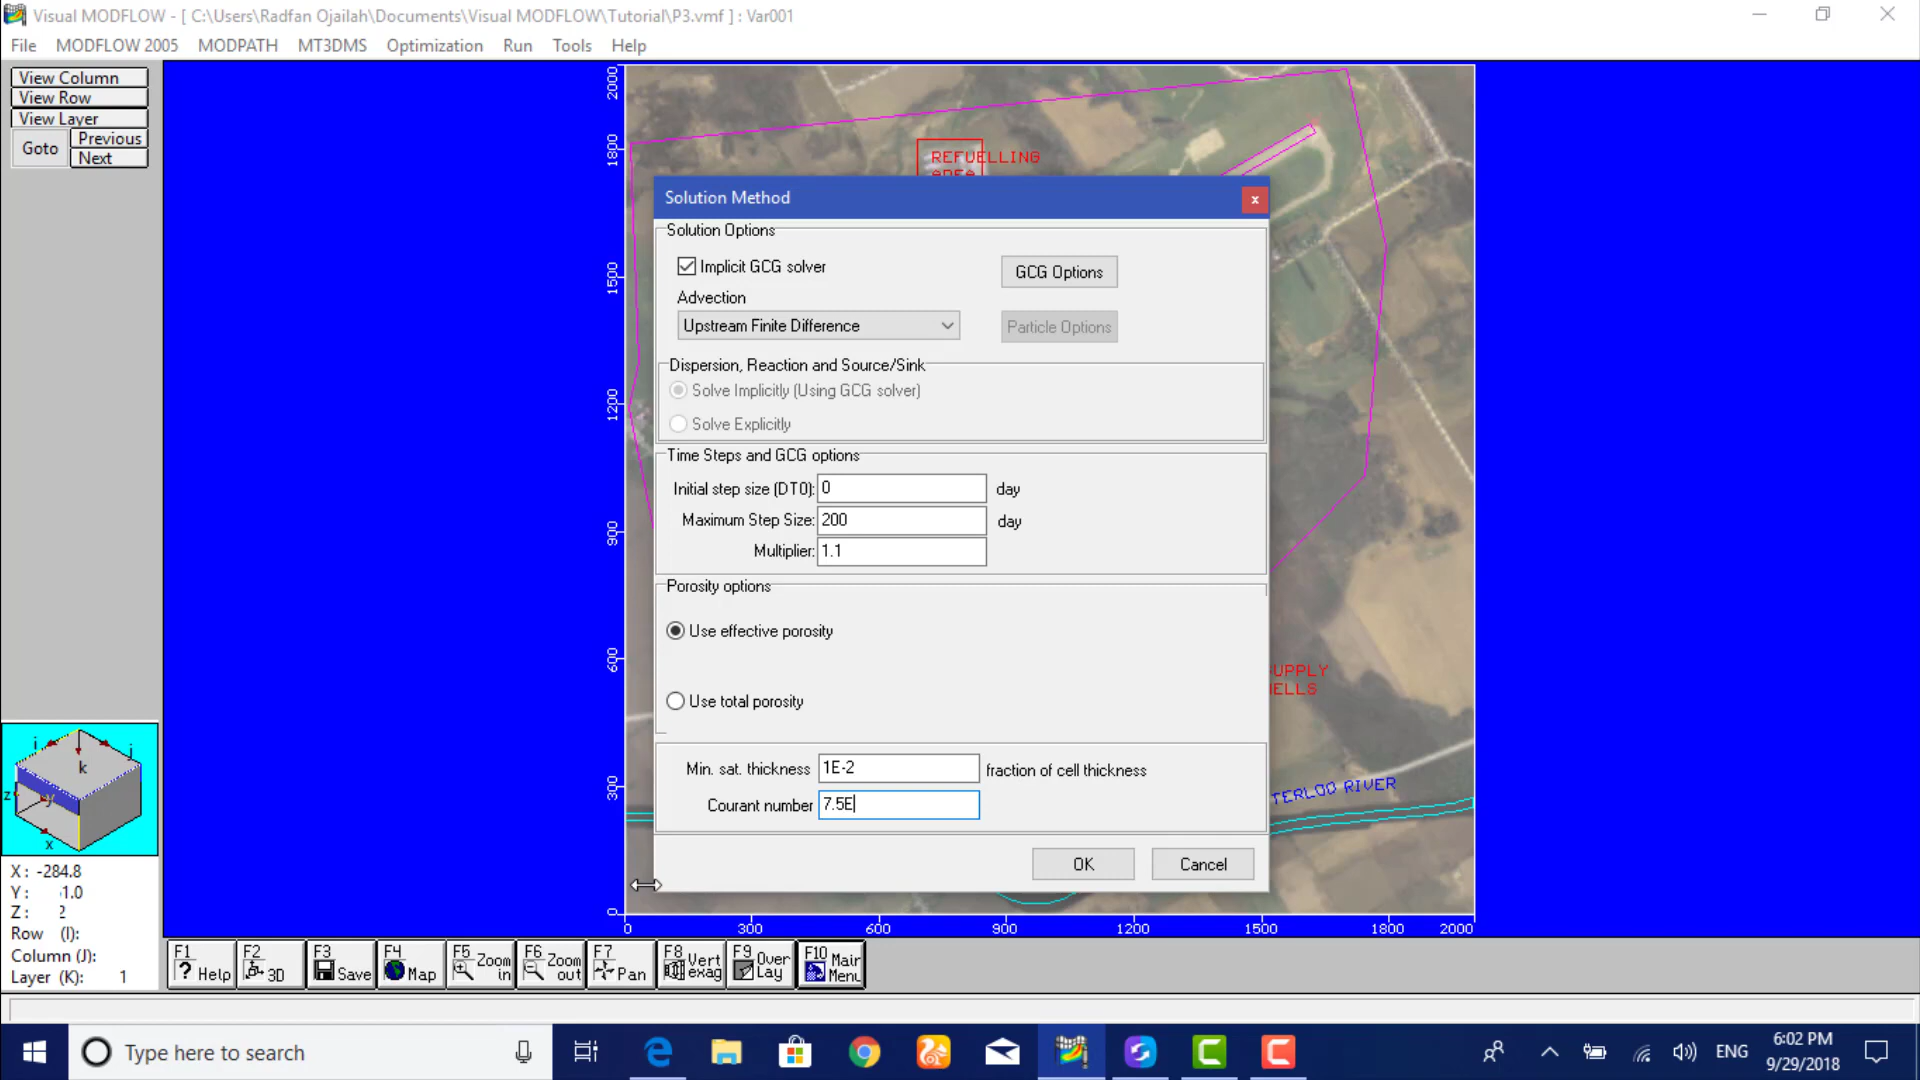 Visual MODFLOW - [ C:\Users\Radfan Ojailah\Documents\Visual MODFLOW\Tutorial\P3.vmf ] : Var001
File MODFLOW 2005 MODPATH MT3DMS Optimization Run Tools Help
View Column
View Row
View Layer
Goto
Previous
Next
2000
1800
1500
1200
900
600
300
0
REFUELLING
AREA
Solution Method
x
Solution Options
Implicit GCG solver
GCG Options
Advection
Upstream Finite Difference
Particle Options
Dispersion, Reaction and Source/Sink
Solve Implicitly (Using GCG solver)
Solve Explicitly
Time Steps and GCG options
Initial step size (DT0): 0 day
Maximum Step Size: 200 day
Multiplier: 1.1
Porosity options
Use effective porosity
Use total porosity
Min. sat. thickness 1E-2 fraction of cell thickness
Courant number 7.5E
OK Cancel
UPPLY
ELLS
TERLOO RIVER
0 300 600 900 1200 1500 1800 2000
i j
k
z y
x
X : -284.8
Y : 1.0
Z : 2
Row (I):
Column (J):
Layer (K): 1
F1 ? Help
F2 3D
F3 Save
F4 Map
F5 Zoom in
F6 Zoom out
F7 Pan
F8 Vert exag
F9 Over Lay
F10 Main Menu
Type here to search
ENG
6:02 PM
9/29/2018